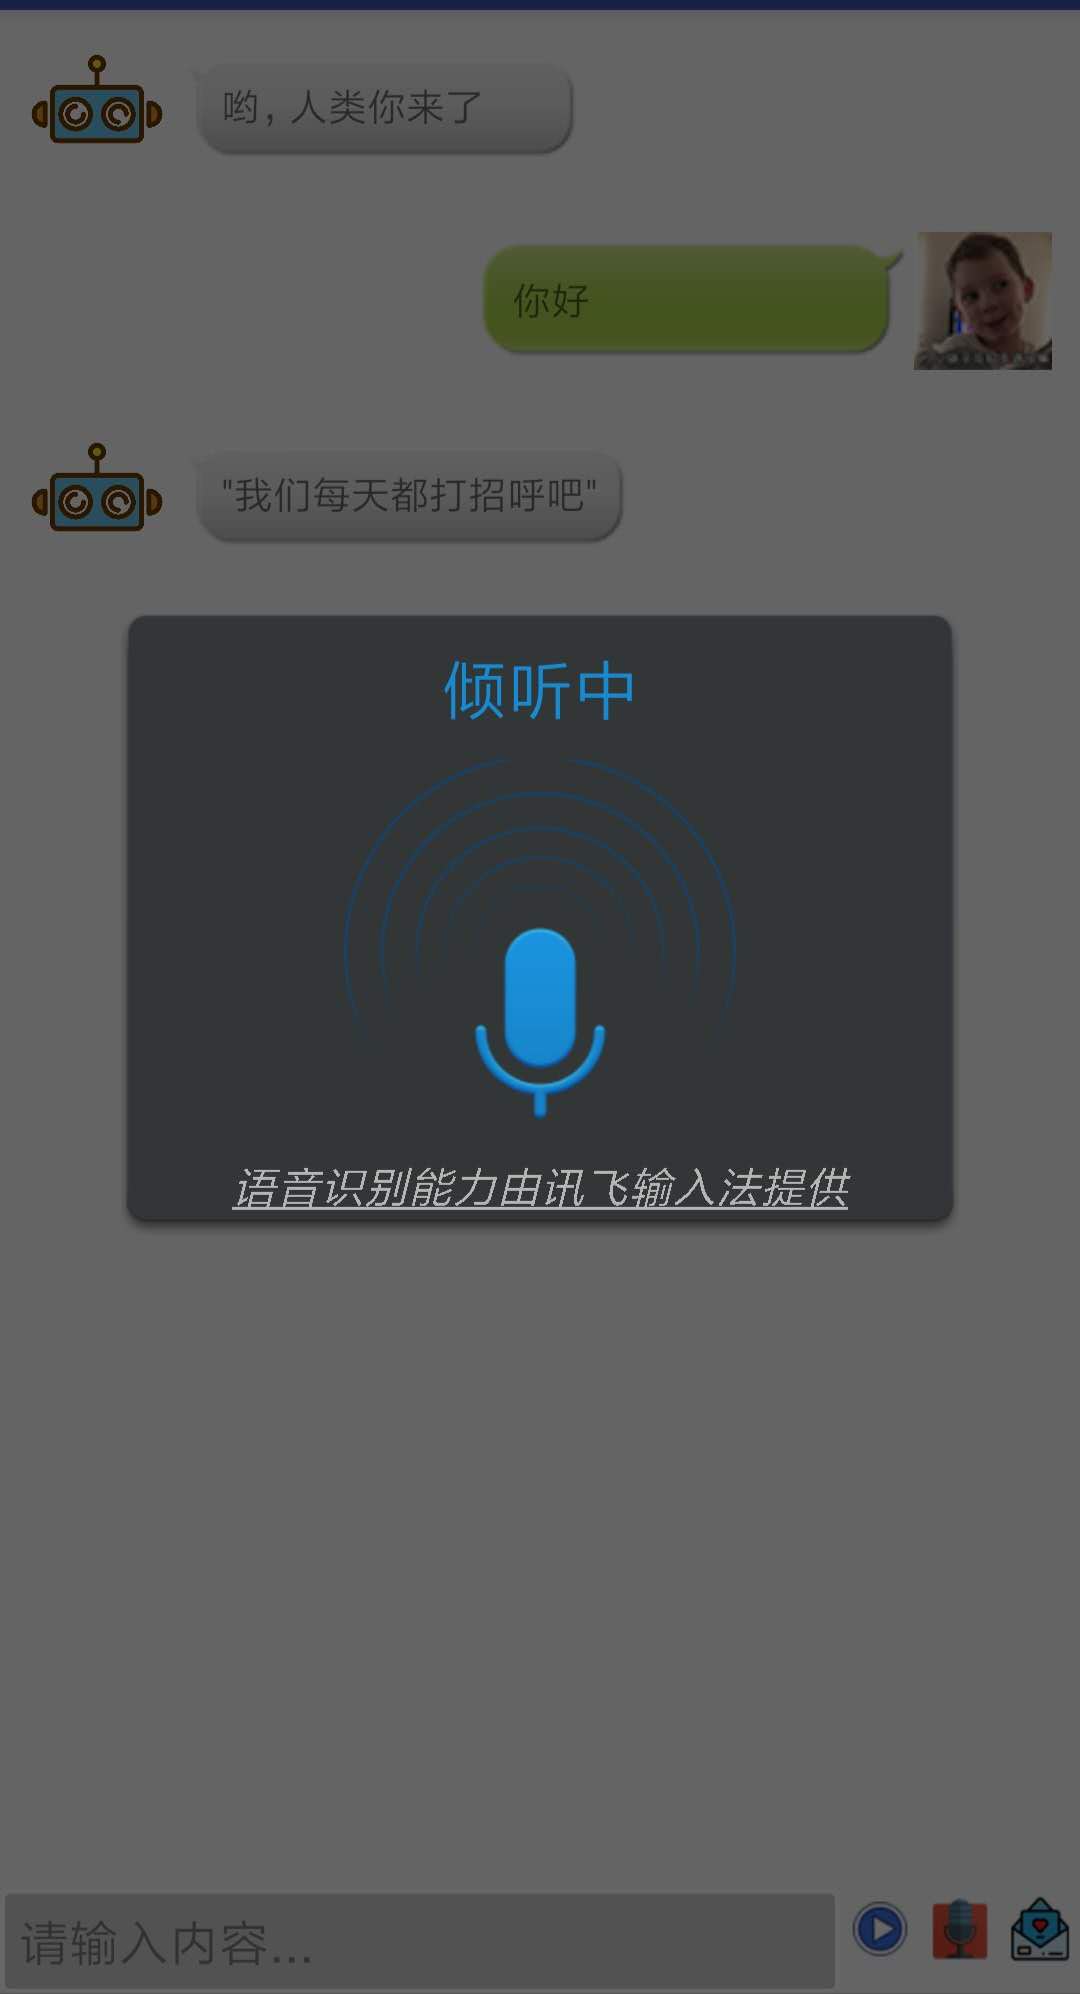 哟，人类你来了
你好
"我们每天都打招呼吧"
倾听中
语音识别能力由讯飞输入法提供
请输入内容...